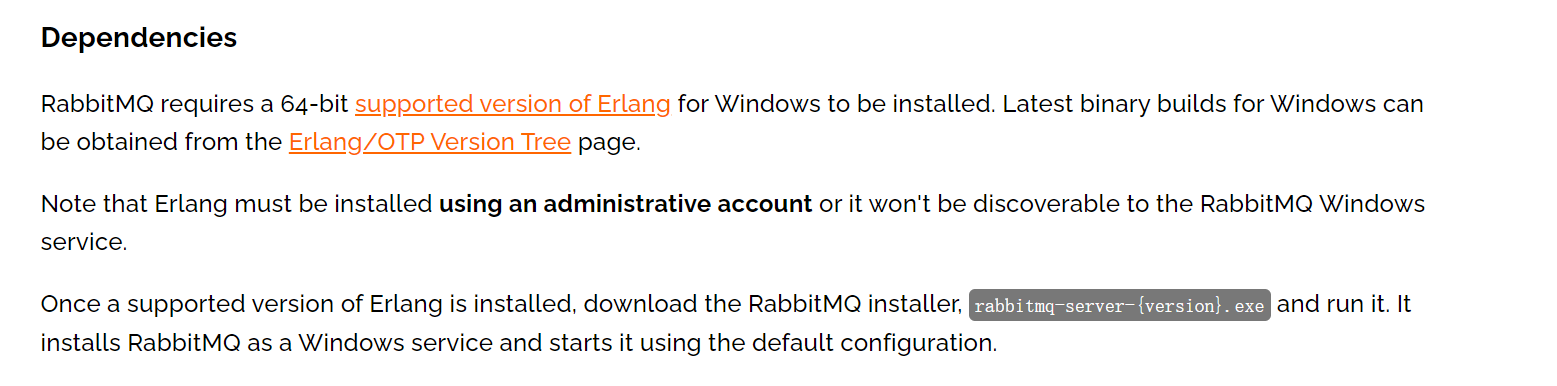 Dependencies
RabbitMQ requires a 64-bit supported version of Erlang for Windows to be installed. Latest binary builds for Windows can
be obtained from the Erlang/OTP Version Tree page.
Note that Erlang must be installed using an administrative account or it won't be discoverable to the RabbitMQ Windows
service.
Once a supported version of Erlang is installed, download the RabbitMQ installer, rabbitmq-server-{version}.exe and run it. It
installs RabbitMQ as a Windows service and starts it using the default configuration.